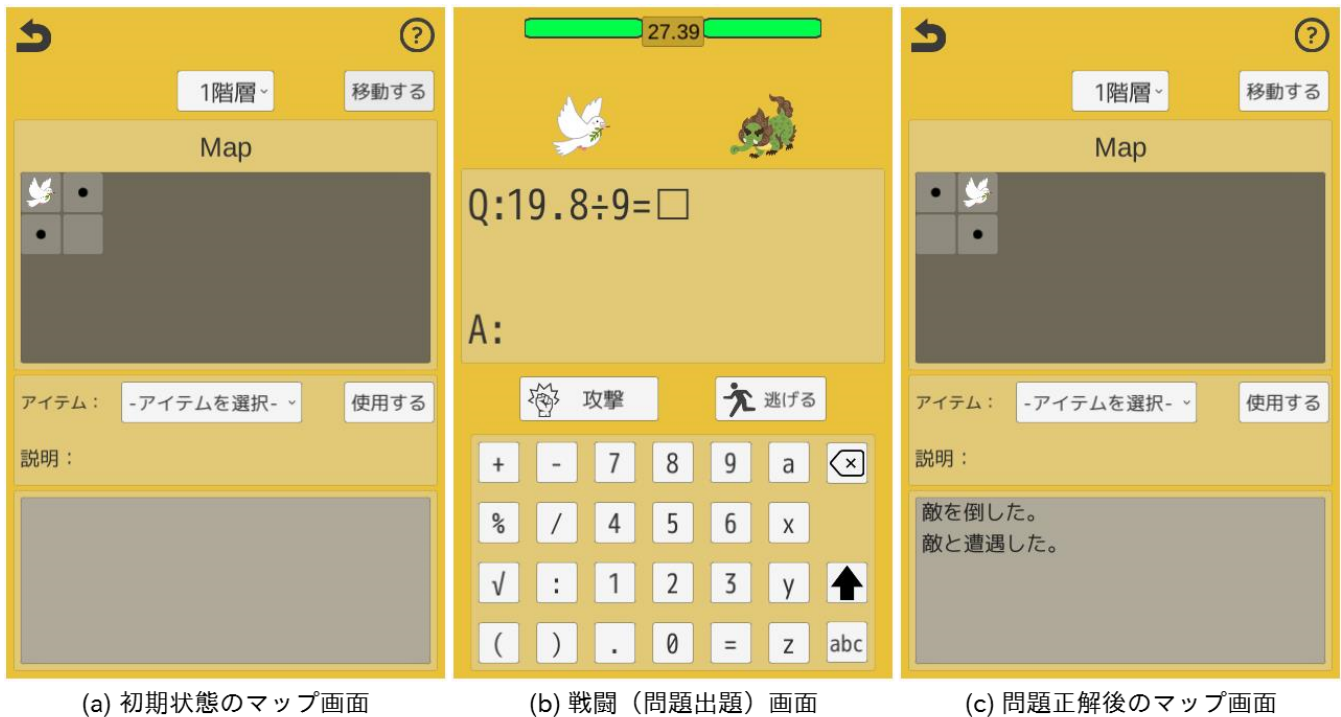 ?
1階層
移動する
Map
アイテム：
-アイテムを選択-
使用する
説明：
(a) 初期状態のマップ画面
27.39
Q:19.8÷9=□
A:
攻撃
逃げる
+ - 7 8 9 a ×
% / 4 5 6 x
√ : 1 2 3 y
( ) . 0 = z abc
(b) 戦闘（問題出題）画面
?
1階層
移動する
Map
アイテム：
-アイテムを選択-
使用する
説明：
敵を倒した。
敵と遭遇した。
(c) 問題正解後のマップ画面